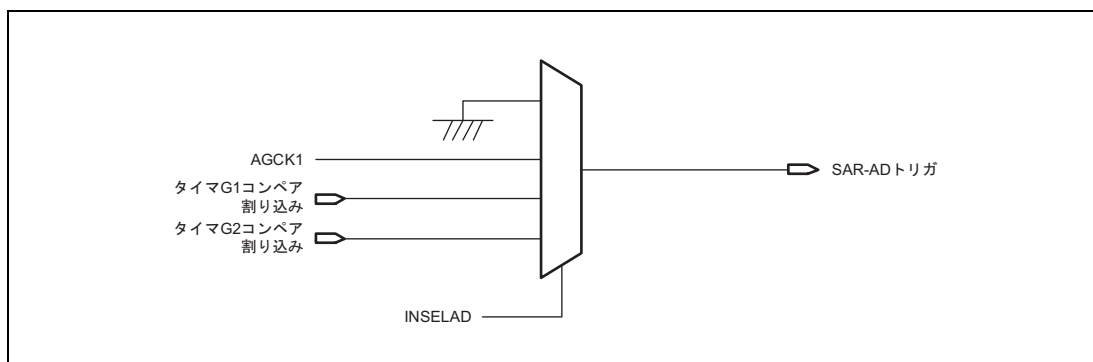 AGCK1
タイマG1コンペア
割り込み
タイマG2コンペア
割り込み
SAR-ADトリガ
INSELAD